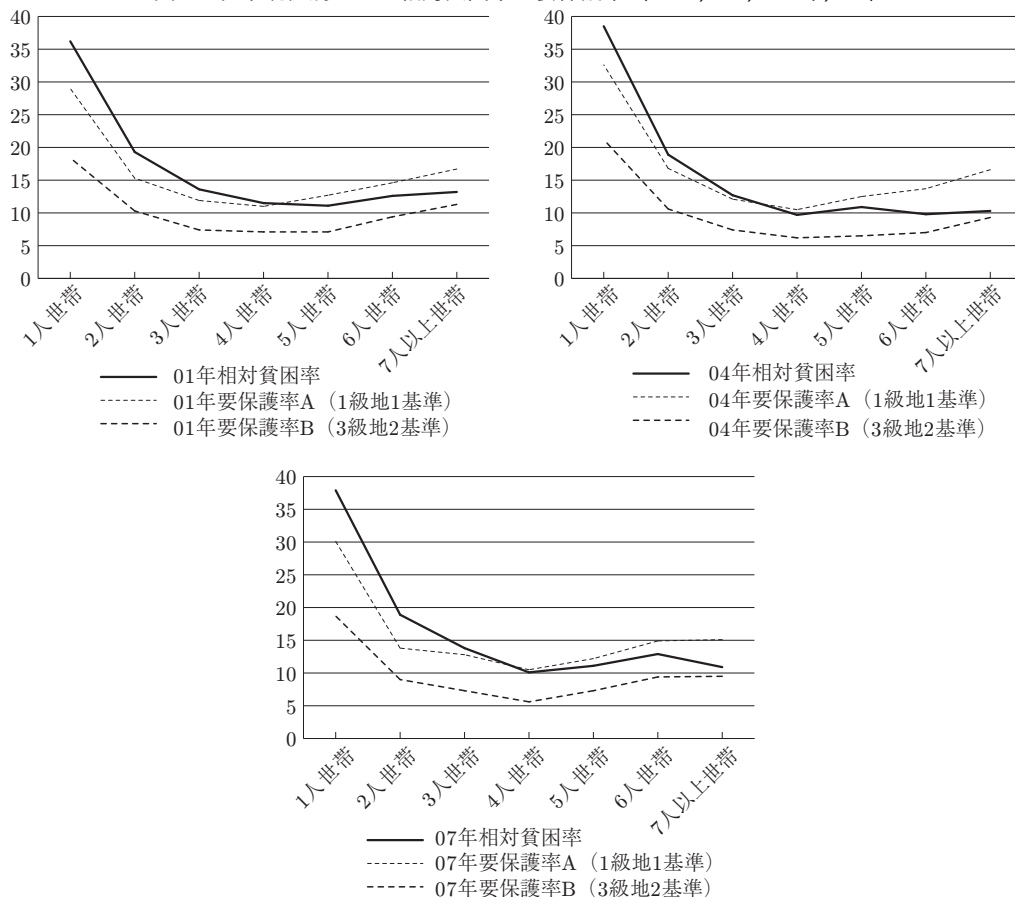 40
35
30
25
20
15
10
5
0
1人世帯
2人世帯
3人世帯
4人世帯
5人世帯
6人世帯
7人以上世帯
01年相対貧困率
01年要保護率A（1級地1基準）
01年要保護率B（3級地2基準）
40
35
30
25
20
15
10
5
0
1人世帯
2人世帯
3人世帯
4人世帯
5人世帯
6人世帯
7人以上世帯
04年相対貧困率
04年要保護率A（1級地1基準）
04年要保護率B（3級地2基準）
40
35
30
25
20
15
10
5
0
1人世帯
2人世帯
3人世帯
4人世帯
5人世帯
6人世帯
7人以上世帯
07年相対貧困率
07年要保護率A（1級地1基準）
07年要保護率B（3級地2基準）